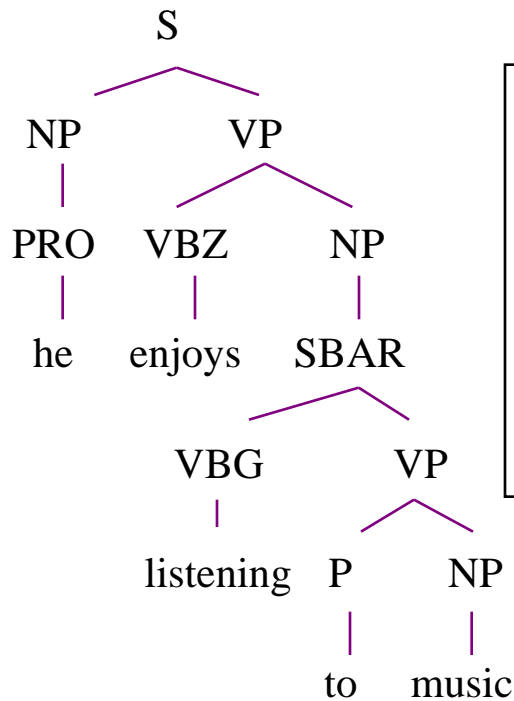 S
NP VP
PRO VBZ NP
he enjoys SBAR
VBG VP
listening P NP
to music